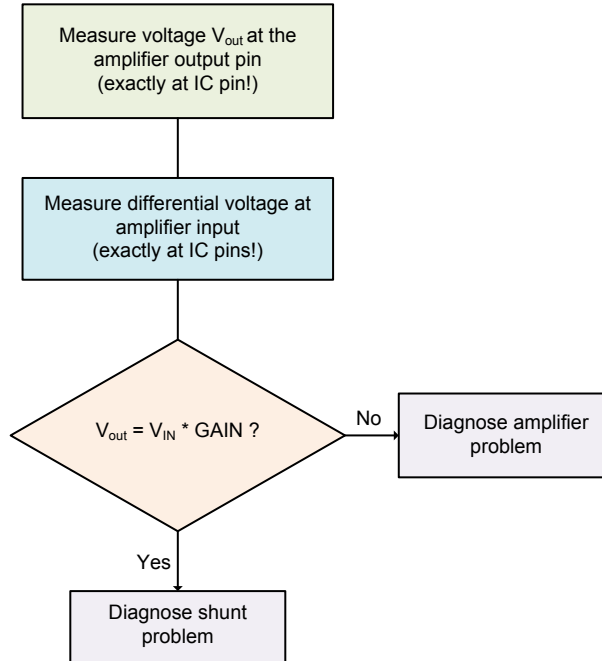 Measure voltage Vout at the
amplifier output pin
(exactly at IC pin!)
Measure differential voltage at
amplifier input
(exactly at IC pins!)
Vout = VIN * GAIN ?
No
Diagnose amplifier
problem
Yes
Diagnose shunt
problem